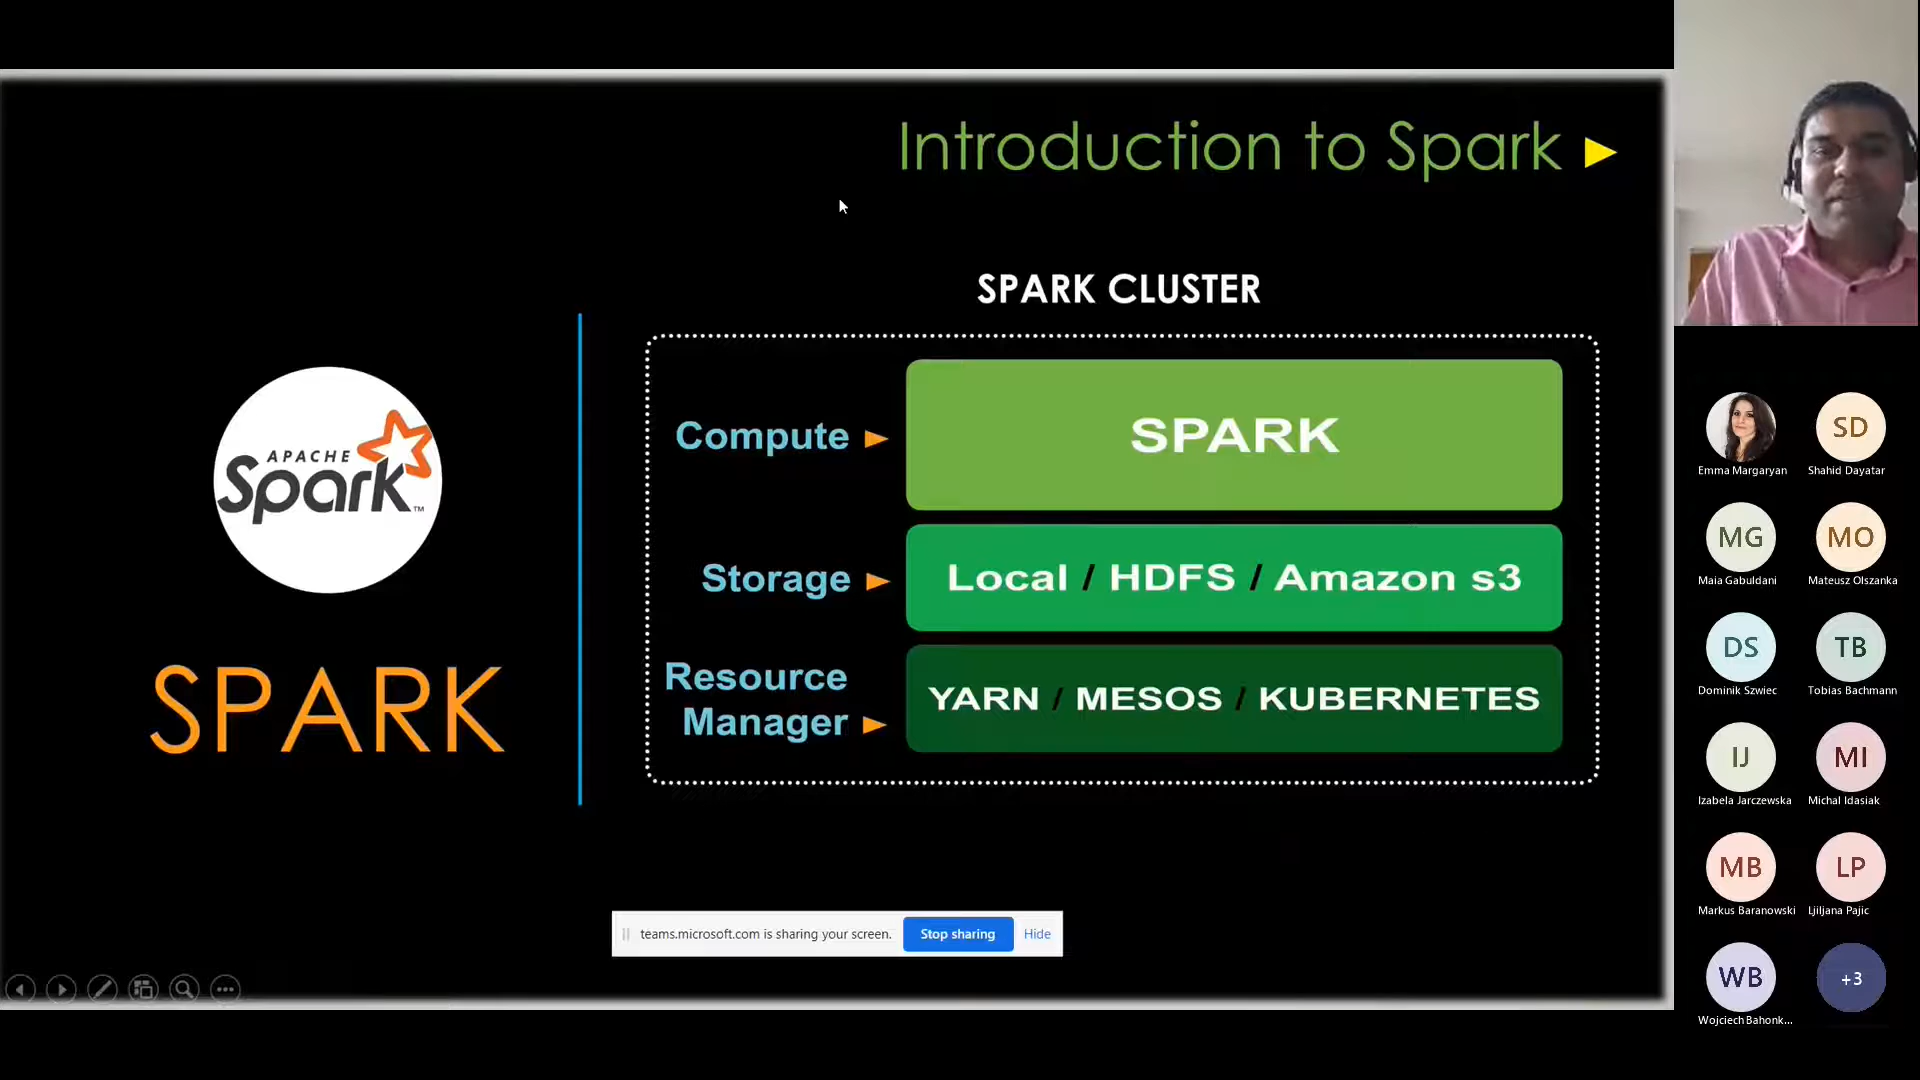 Introduction to Spark
SPARK CLUSTER
APACHE
Spark™
SPARK
Compute
SPARK
Storage
Local / HDFS / Amazon s3
Resource
Manager
YARN / MESOS / KUBERNETES
teams.microsoft.com is sharing your screen.
Stop sharing
Hide
Emma Margaryan
SD
Shahid Dayatar
MG
Maia Gabuldani
MO
Mateusz Olszanka
DS
Dominik Szwiec
TB
Tobias Bachmann
IJ
Izabela Jarczewska
MI
Michal Idasiak
MB
Markus Baranowski
LP
Ljiljana Pajic
WB
Wojciech Bahonk...
+3